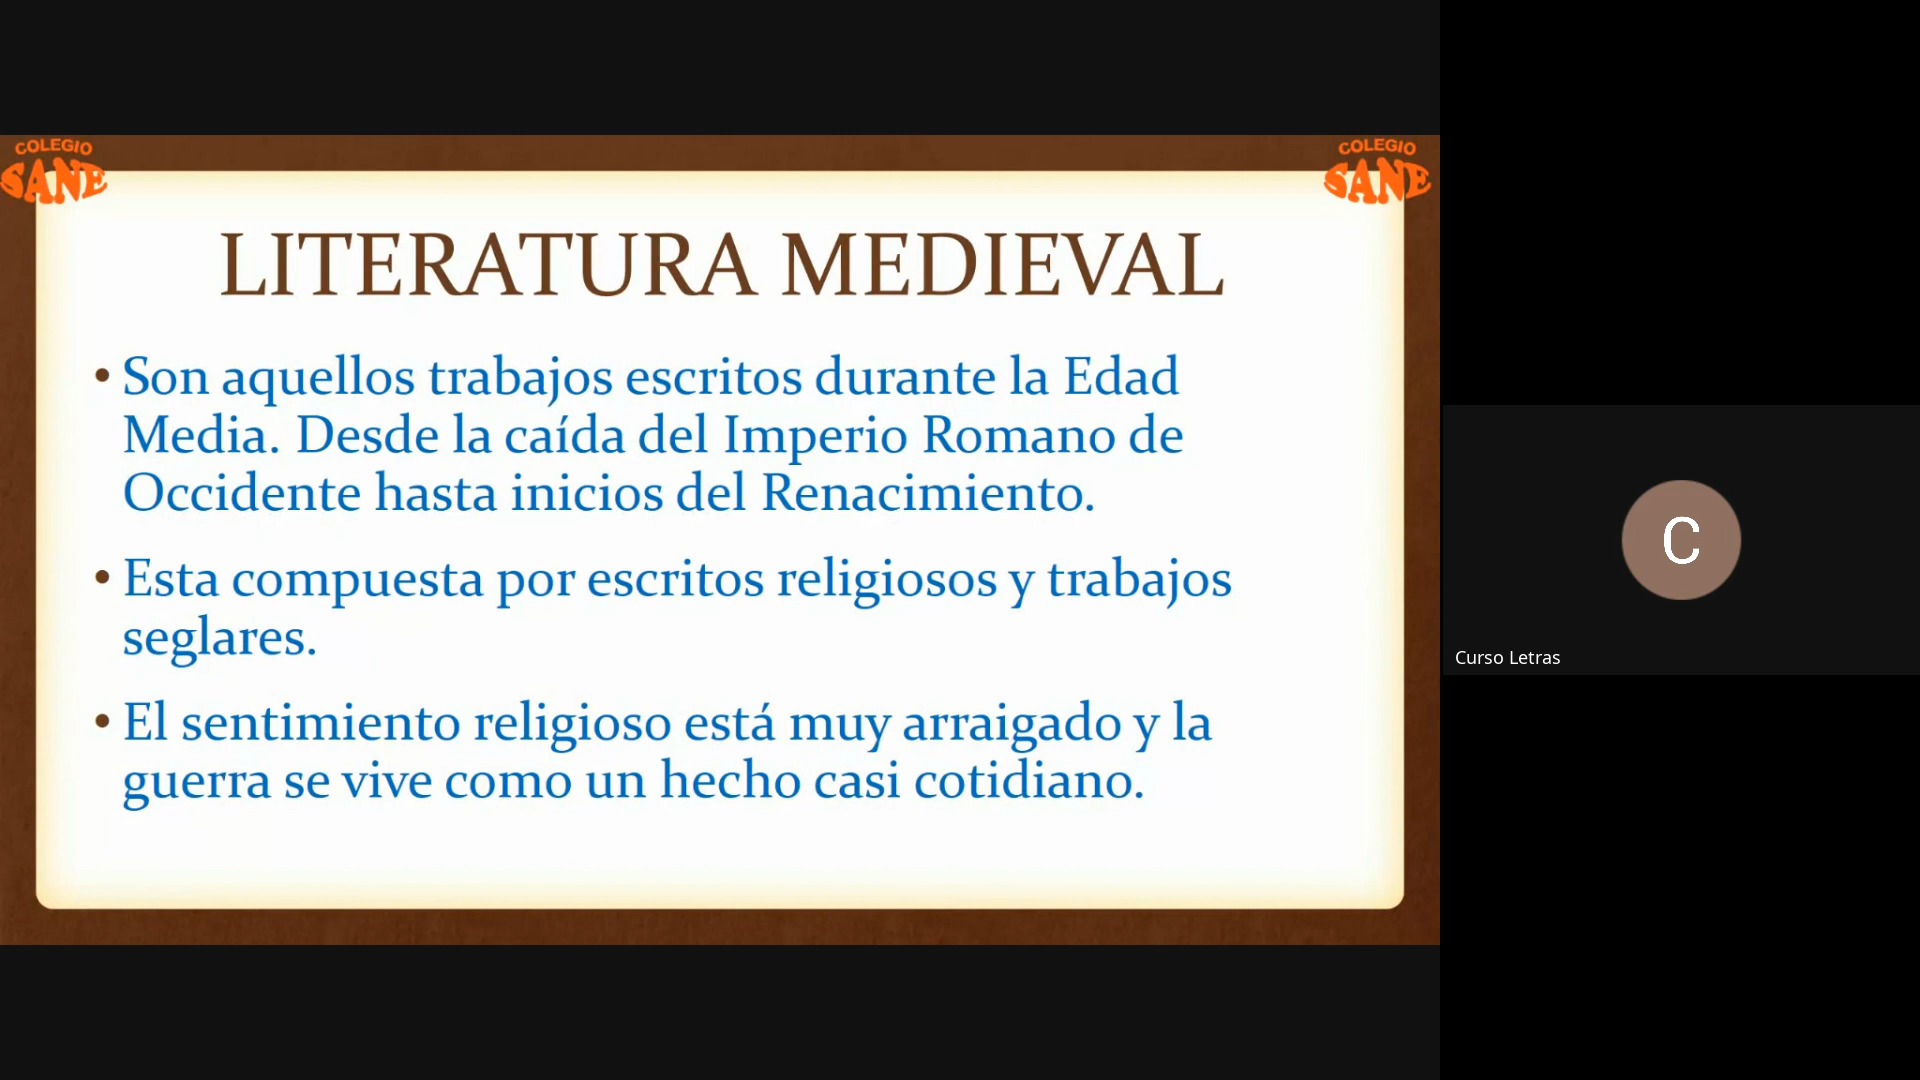 COLEGIO
SANE
COLEGIO
SANE
LITERATURA MEDIEVAL
• Son aquellos trabajos escritos durante la Edad
Media. Desde la caída del Imperio Romano de
Occidente hasta inicios del Renacimiento.
• Esta compuesta por escritos religiosos y trabajos
seglares.
• El sentimiento religioso está muy arraigado y la
guerra se vive como un hecho casi cotidiano.
C
Curso Letras